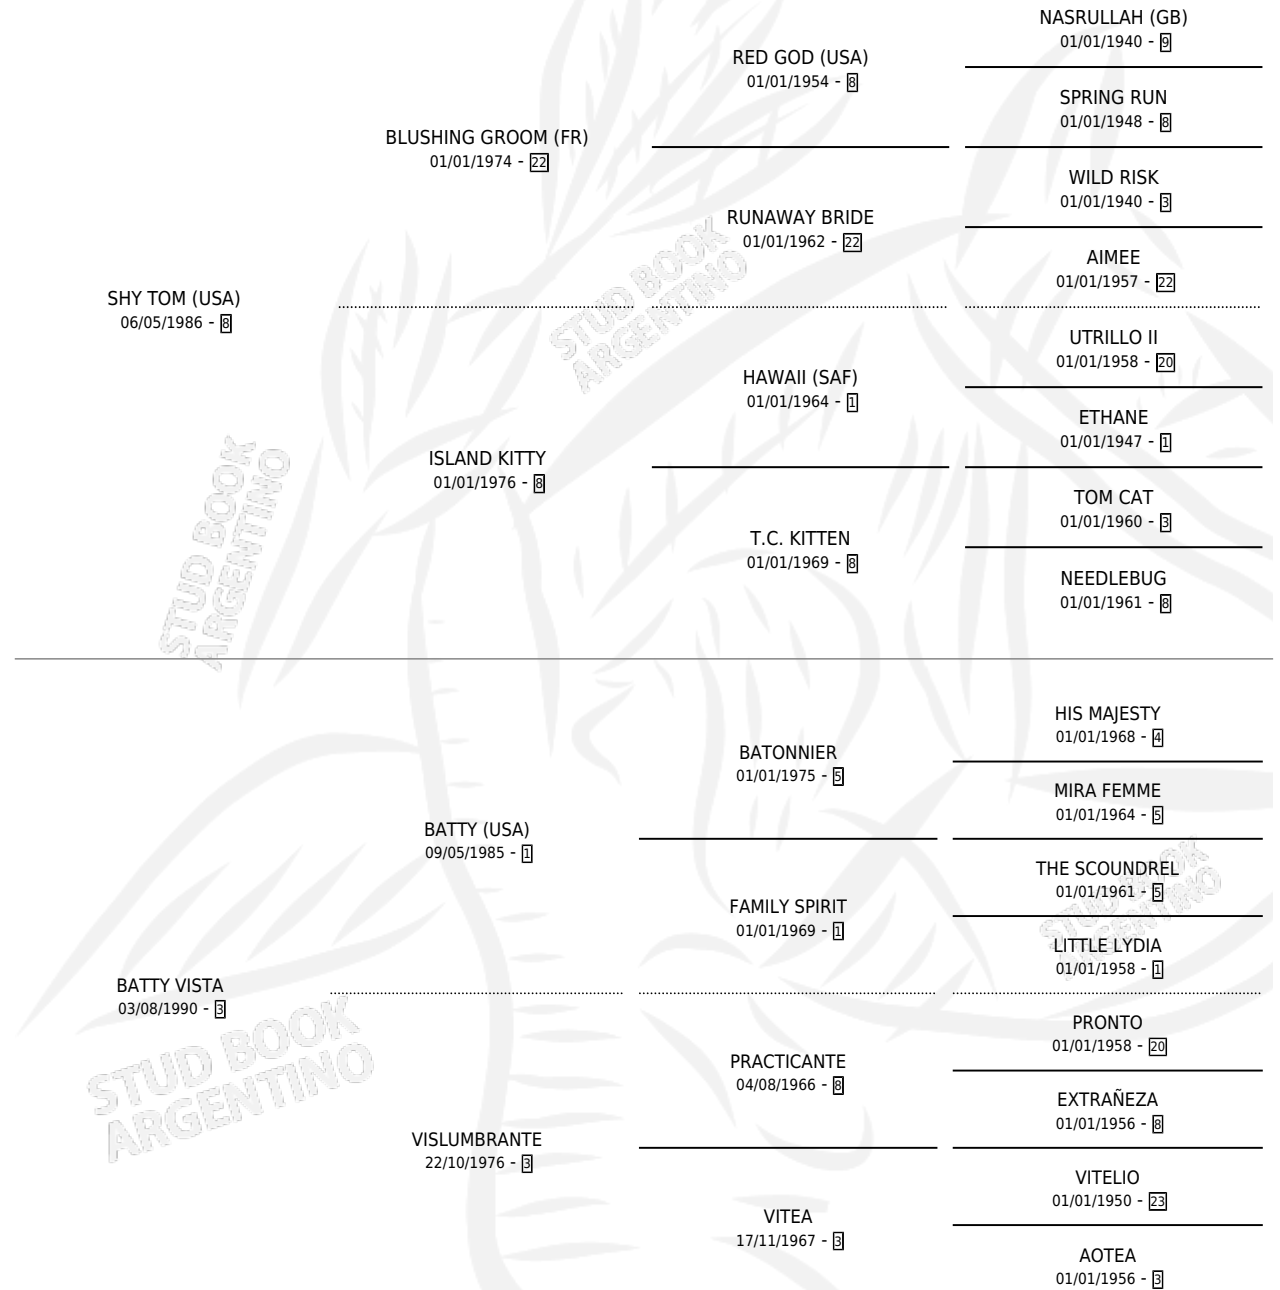 NASRULLAH (GB)
01/01/1940 - 9
RED GOD (USA)
01/01/1954 - 8
SPRING RUN
01/01/1948 - 8
BLUSHING GROOM (FR)
01/01/1974 - 22
WILD RISK
01/01/1940 - 3
RUNAWAY BRIDE
01/01/1962 - 22
AIMEE
01/01/1957 - 22
SHY TOM (USA)
06/05/1986 - 8
UTRILLO II
01/01/1958 - 20
HAWAII (SAF)
01/01/1964 - 1
ETHANE
01/01/1947 - 1
ISLAND KITTY
01/01/1976 - 8
TOM CAT
01/01/1960 - 3
T.C. KITTEN
01/01/1969 - 8
NEEDLEBUG
01/01/1961 - 8
HIS MAJESTY
01/01/1968 - 4
BATONNIER
01/01/1975 - 5
MIRA FEMME
01/01/1964 - 5
BATTY (USA)
09/05/1985 - 1
THE SCOUNDREL
01/01/1961 - 5
FAMILY SPIRIT
01/01/1969 - 1
LITTLE LYDIA
01/01/1958 - 1
BATTY VISTA
03/08/1990 - 3
PRONTO
01/01/1958 - 20
PRACTICANTE
04/08/1966 - 8
EXTRAÑEZA
01/01/1956 - 8
VISLUMBRANTE
22/10/1976 - 3
VITELIO
01/01/1950 - 23
VITEA
17/11/1967 - 3
AOTEA
01/01/1956 - 3
STUD BOOK
ARGENTINO
STUD BOOK
ARGENTINO
STUD BOOK
ARGENTINO
STUD BOOK
ARGENTINO